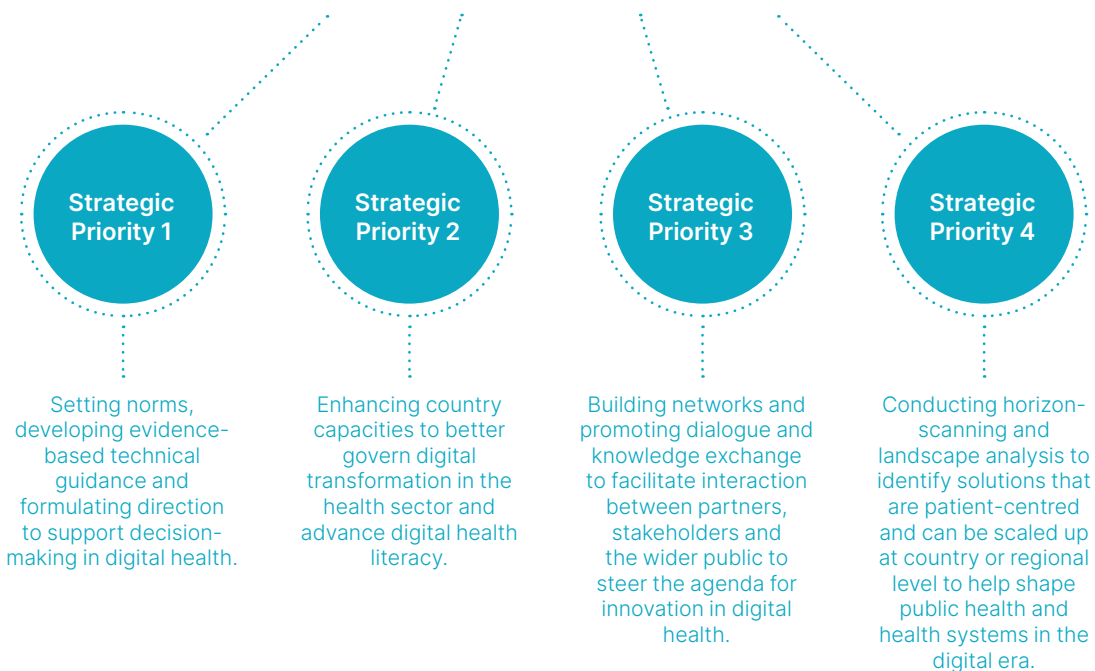 Strategic
Priority 1
Setting norms,
developing evidence-
based technical
guidance and
formulating direction
to support decision-
making in digital health.
Strategic
Priority 2
Enhancing country
capacities to better
govern digital
transformation in the
health sector and
advance digital health
literacy.
Strategic
Priority 3
Building networks and
promoting dialogue and
knowledge exchange
to facilitate interaction
between partners,
stakeholders and
the wider public to
steer the agenda for
innovation in digital
health.
Strategic
Priority 4
Conducting horizon-
scanning and
landscape analysis to
identify solutions that
are patient-centred
and can be scaled up
at country or regional
level to help shape
public health and
health systems in the
digital era.